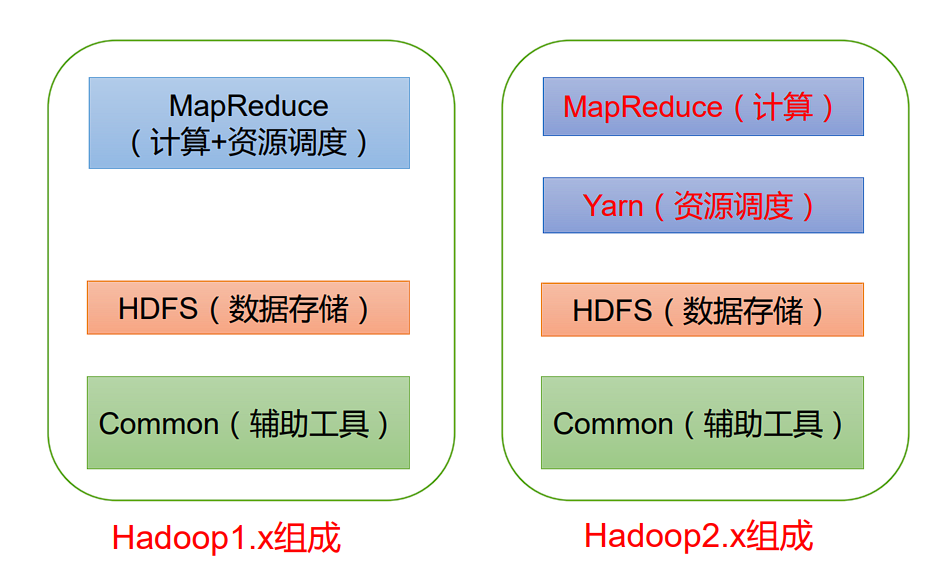 MapReduce
（计算+资源调度）
HDFS（数据存储）
Common（辅助工具）
Hadoop1.x组成
MapReduce（计算）
Yarn（资源调度）
HDFS（数据存储）
Common（辅助工具）
Hadoop2.x组成